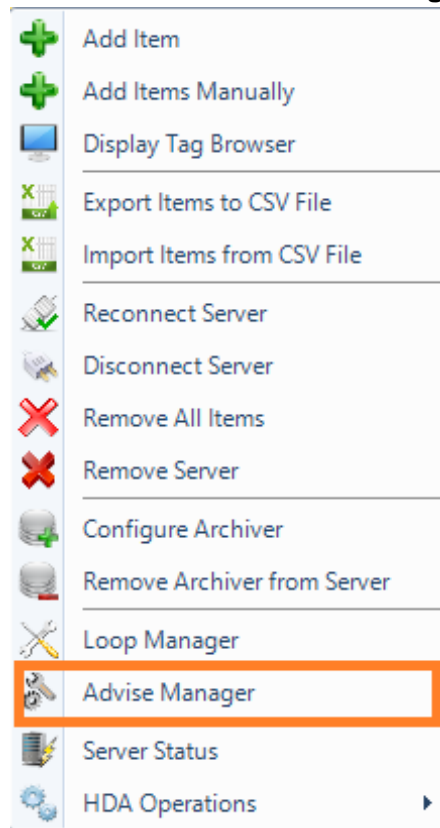 Add Item
Add Items Manually
Display Tag Browser
Export Items to CSV File
Import Items from CSV File
Reconnect Server
Disconnect Server
Remove All Items
Remove Server
Configure Archiver
Remove Archiver from Server
Loop Manager
Advise Manager
Server Status
HDA Operations